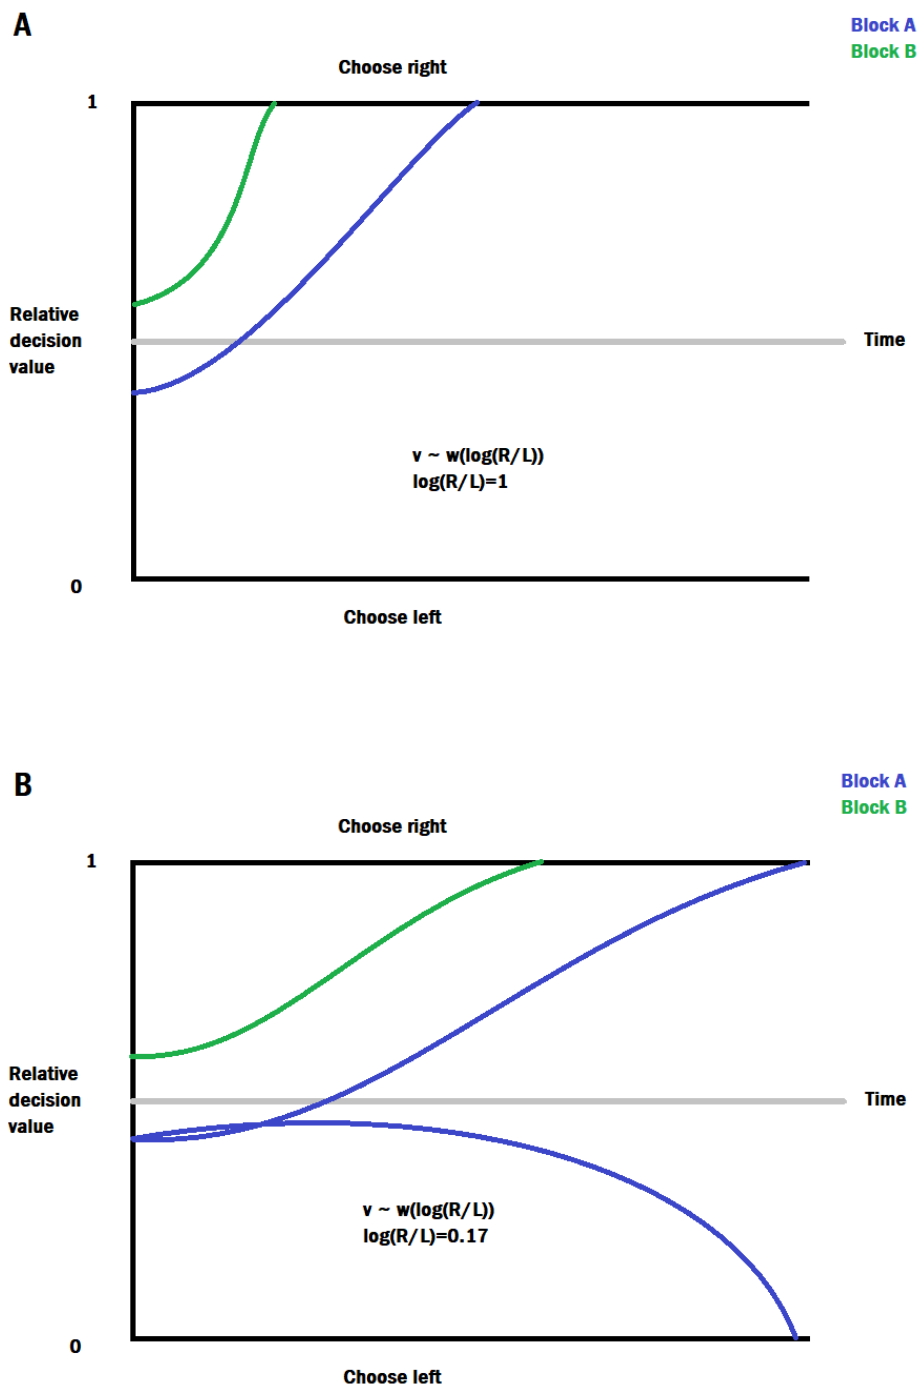 A
Block A
Block B
Choose right
1
Relative
decision
value
Time
v ~ w(log(R/L))
log(R/L)=1
0
Choose left
B
Block A
Block B
Choose right
1
Relative
decision
value
Time
v ~ w(log(R/L))
log(R/L)=0.17
0
Choose left